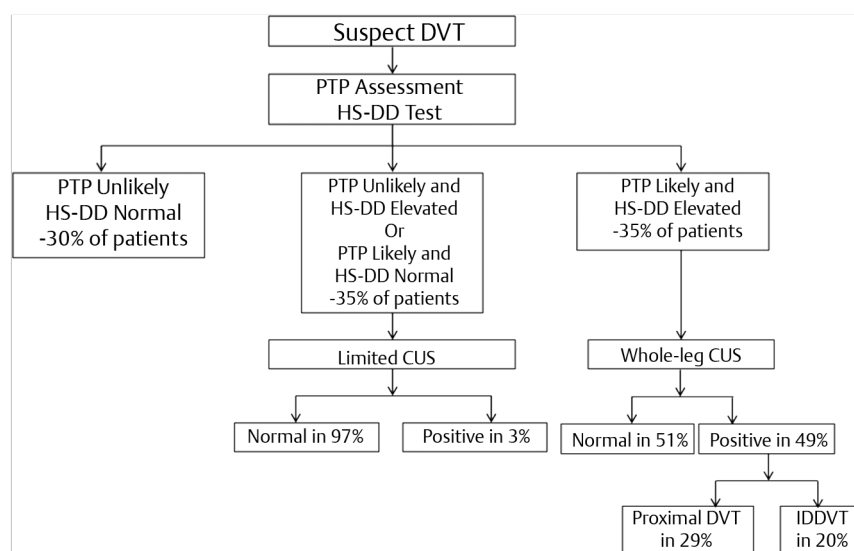 Suspect DVT
PTP Assessment
HS-DD Test
PTP Unlikely
HS-DD Normal
-30% of patients
PTP Unlikely and
HS-DD Elevated
Or
PTP Likely and
HS-DD Normal
-35% of patients
PTP Likely and
HS-DD Elevated
-35% of patients
Limited CUS
Whole-leg CUS
Normal in 97%
Positive in 3%
Normal in 51%
Positive in 49%
Proximal DVT
in 29%
IDDVT
in 20%